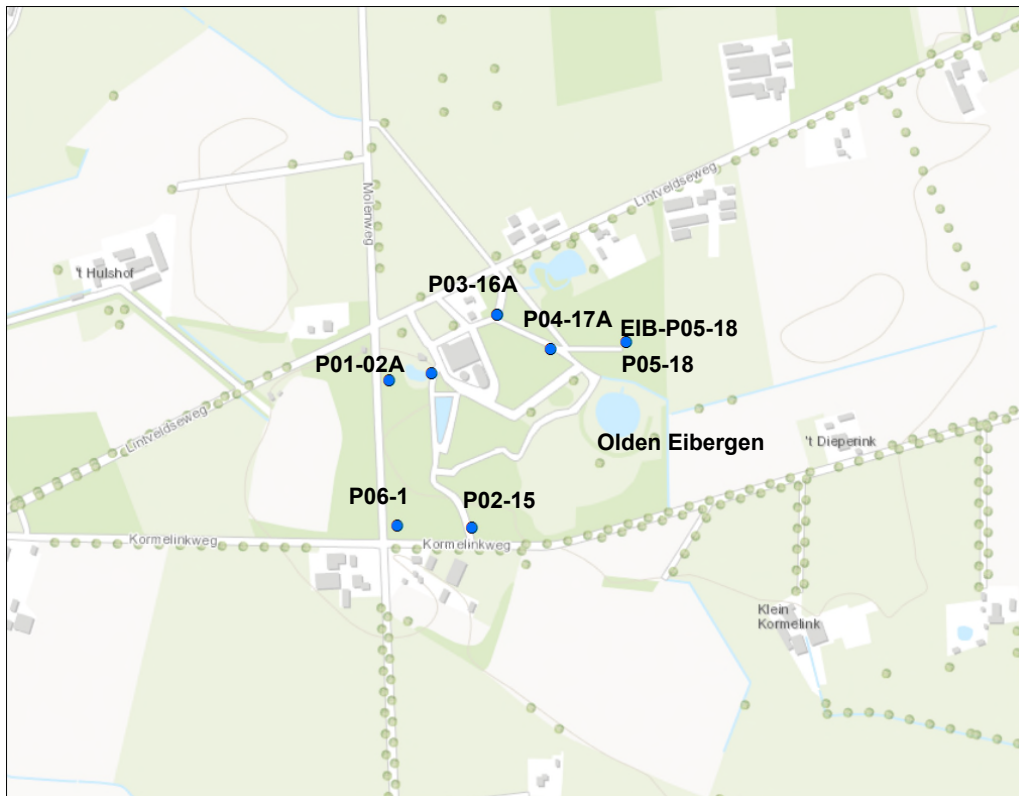 Lintveldseweg
Molenweg
't Hulshof
P03-16A
P04-17A
EIB-P05-18
P01-02A
P05-18
Lintveldseweg
Olden Eibergen
't Dieperink
P06-1
P02-15
Kormelinkweg
Kormelinkweg
Klein
Kormelink